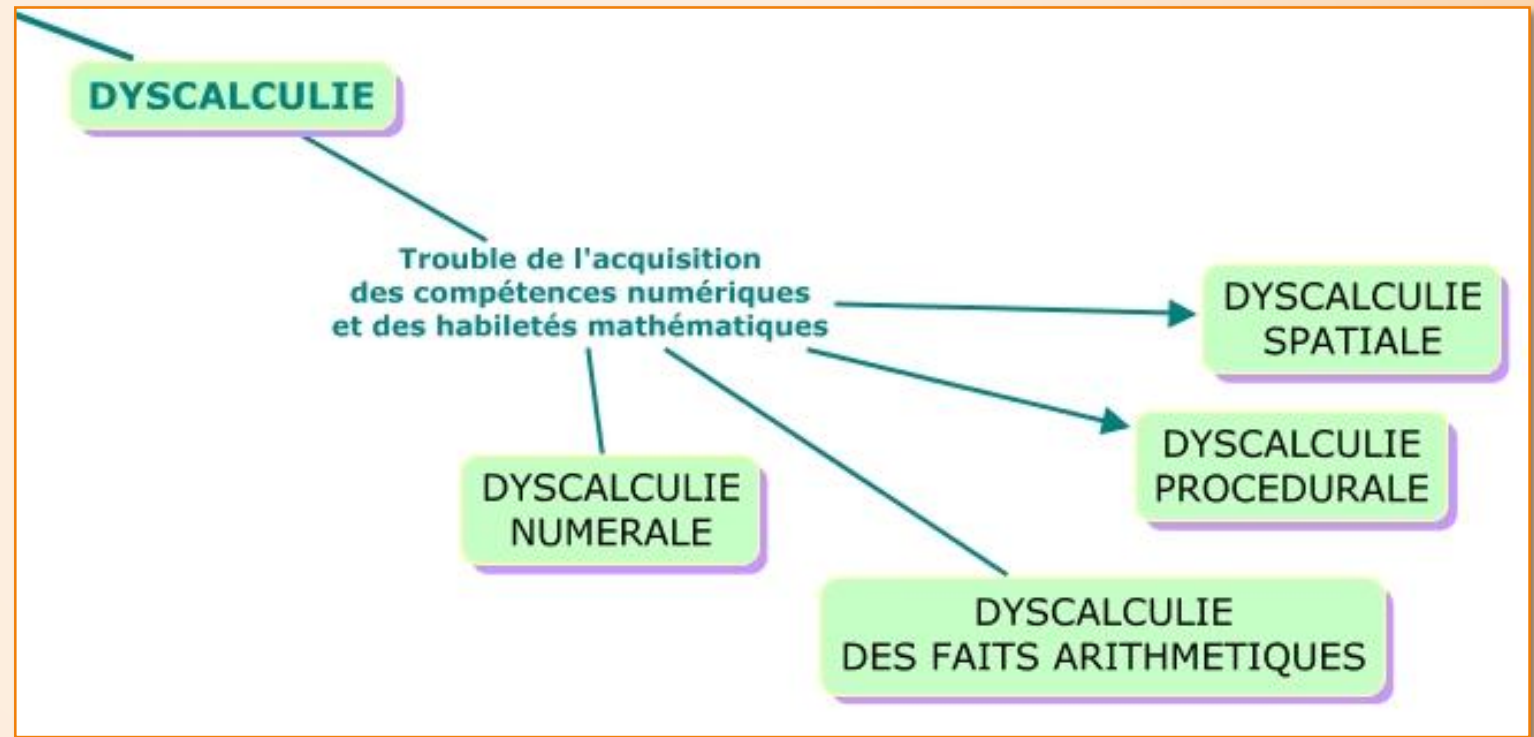 DYSCALCULIE
Trouble de l'acquisition
des compétences numériques
et des habiletés mathématiques
DYSCALCULIE
SPATIALE
DYSCALCULIE
PROCEDURALE
DYSCALCULIE
NUMERALE
DYSCALCULIE
DES FAITS ARITHMETIQUES